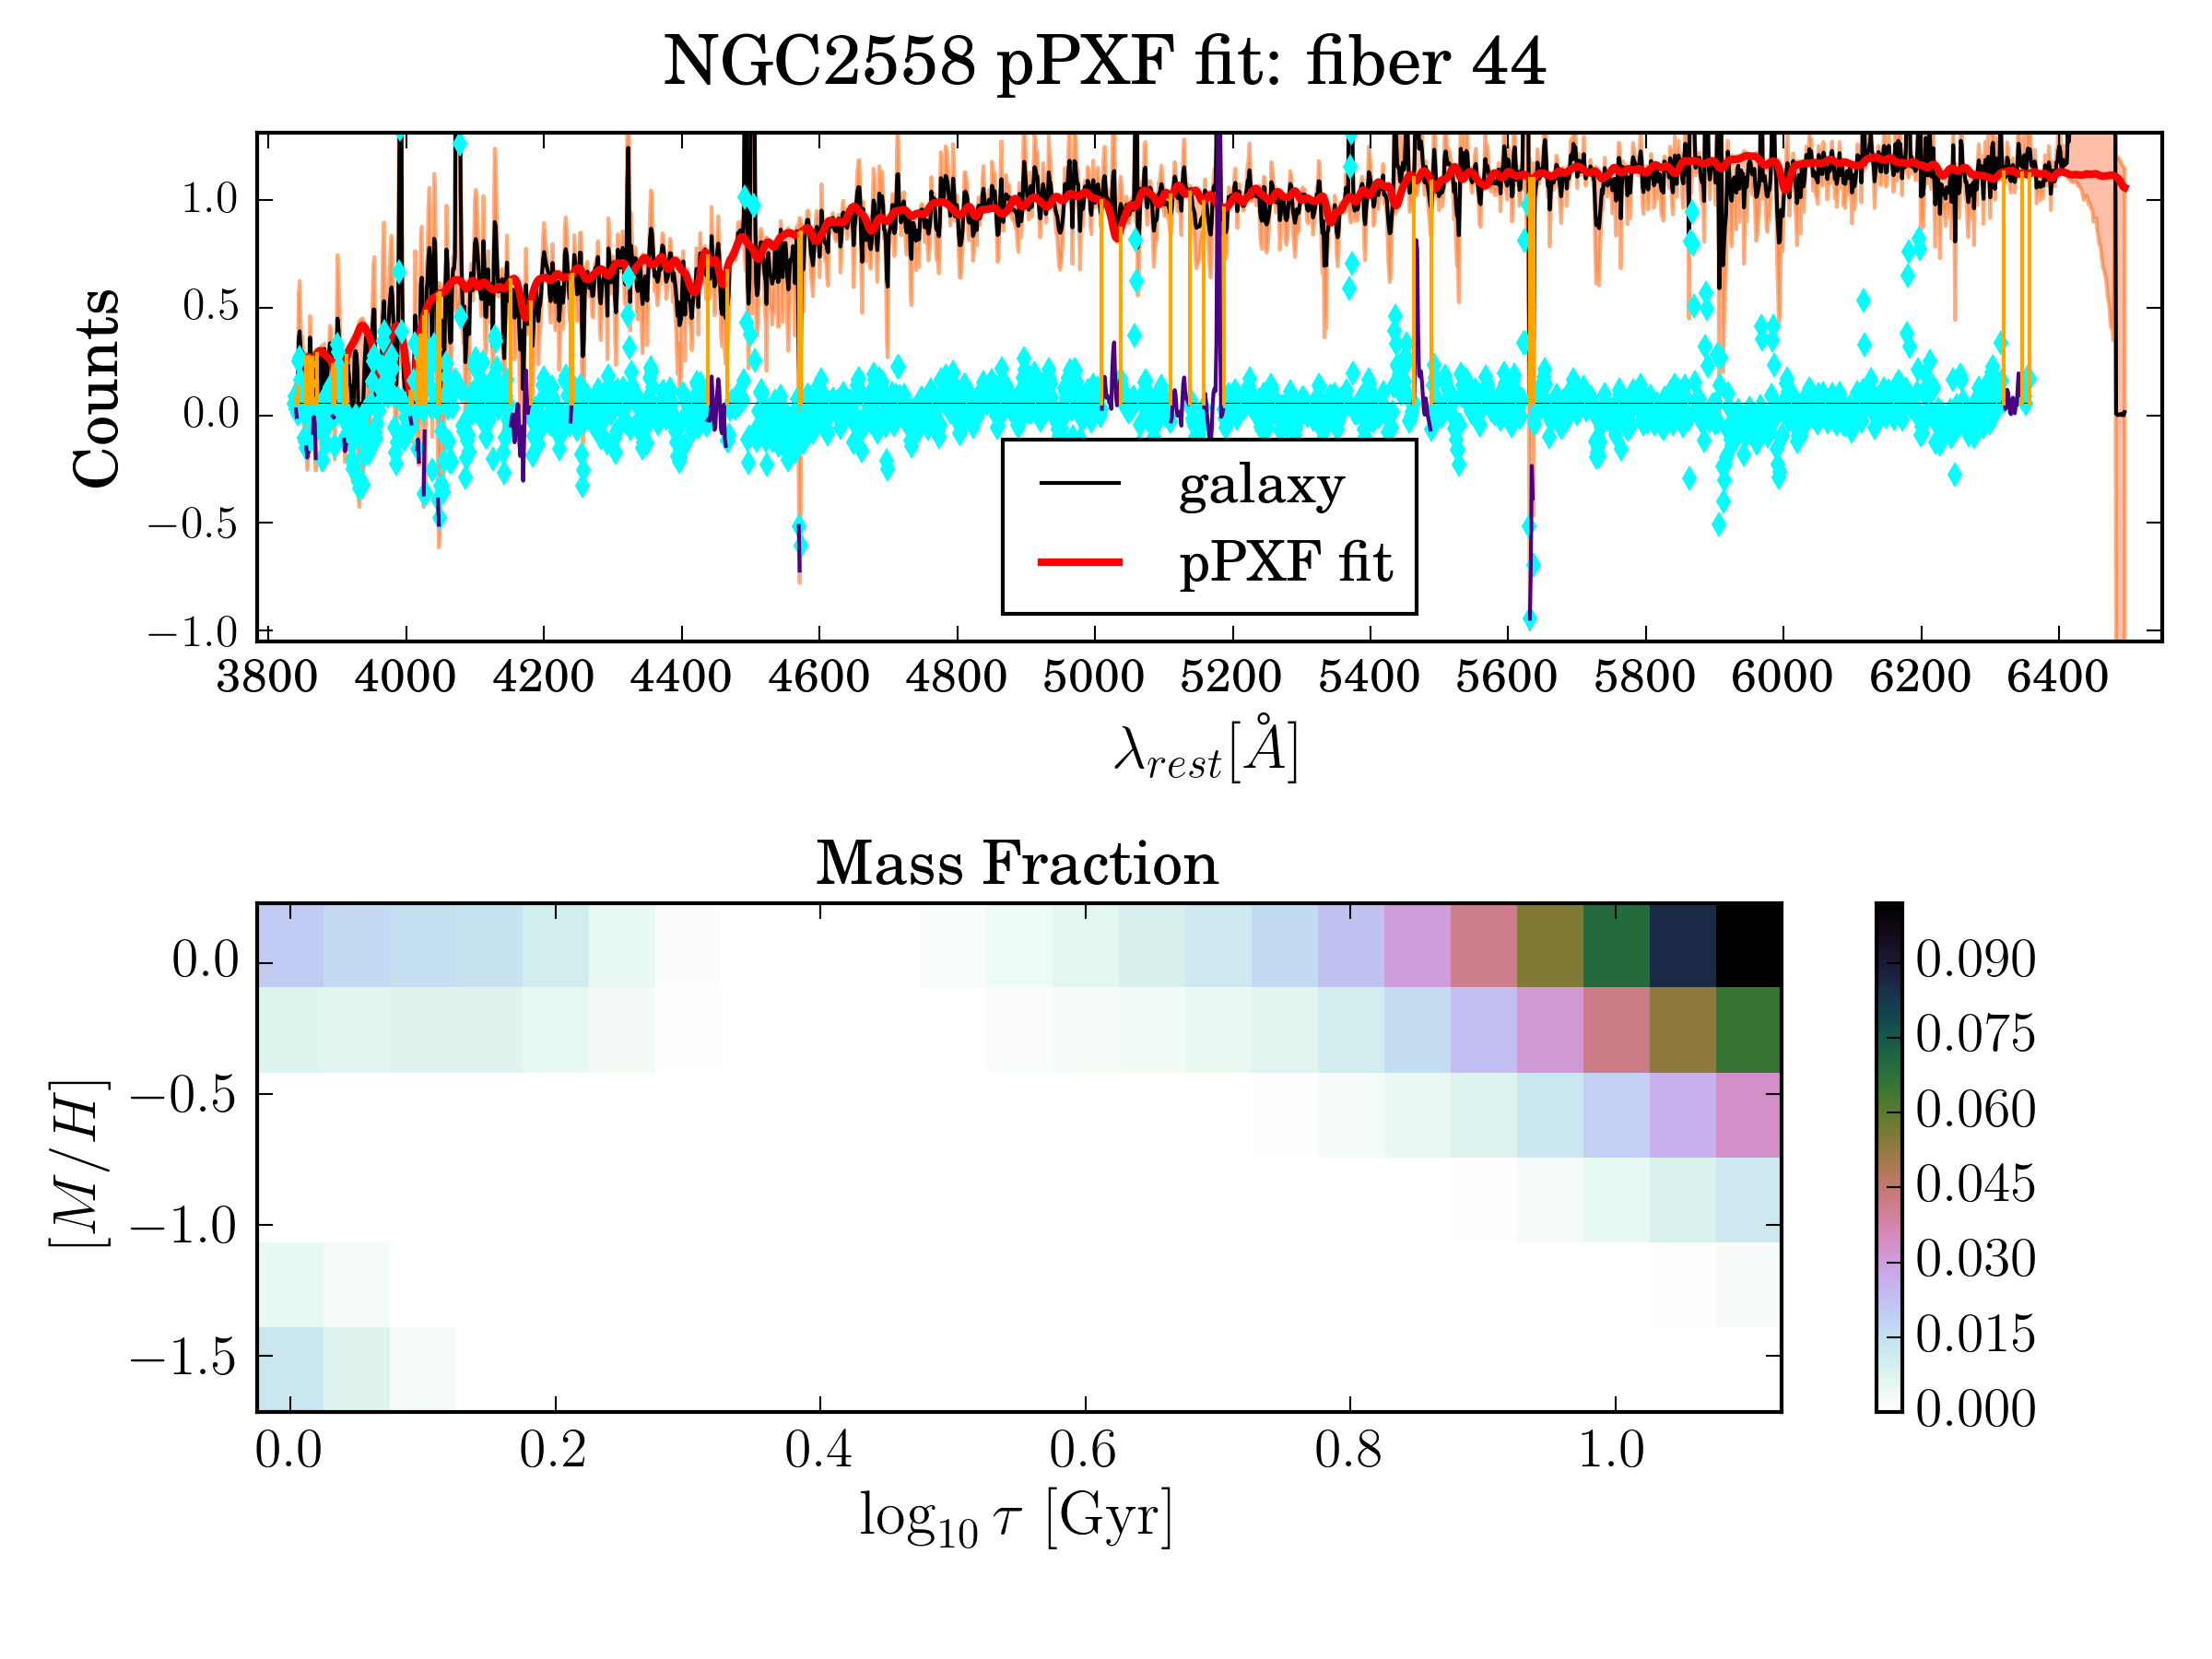 NGC2558 pPXF fit: fiber 44
Counts
1.0
0.5
0.0
−0.5
−1.0
galaxy
pPXF fit
3800 4000 4200 4400 4600 4800 5000 5200 5400 5600 5800 6000 6200 6400
λ_rest[Å]
Mass Fraction
[M/H]
0.0
−0.5
−1.0
−1.5
0.0 0.2 0.4 0.6 0.8 1.0
log₁₀ τ [Gyr]
0.090
0.075
0.060
0.045
0.030
0.015
0.000